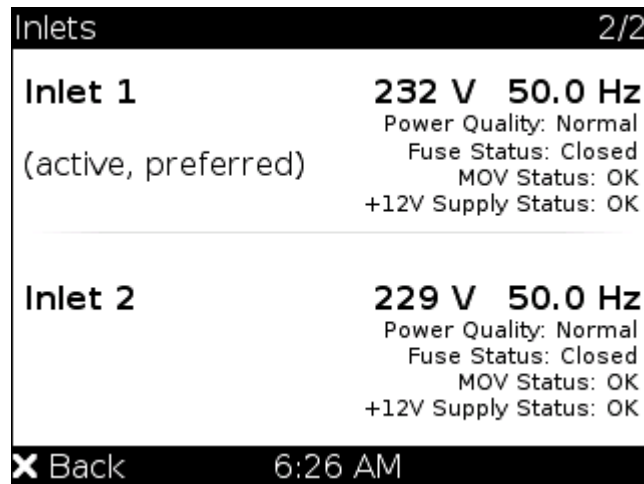 Inlets 2/2
Inlet 1 232 V 50.0 Hz
Power Quality: Normal
(active, preferred) Fuse Status: Closed
MOV Status: OK
+12V Supply Status: OK
Inlet 2 229 V 50.0 Hz
Power Quality: Normal
Fuse Status: Closed
MOV Status: OK
+12V Supply Status: OK
✕ Back 6:26 AM